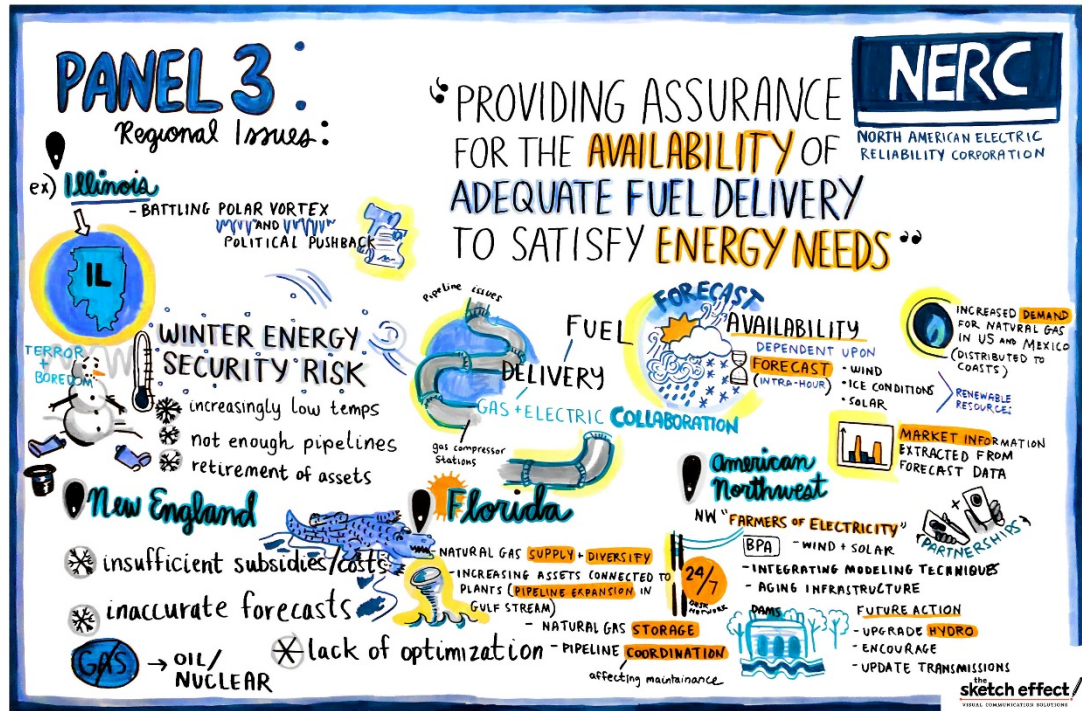 PANEL 3:
Regional Issues:
"PROVIDING ASSURANCE
FOR THE AVAILABILITY OF
ADEQUATE FUEL DELIVERY
TO SATISFY ENERGY NEEDS"
NERC
NORTH AMERICAN ELECTRIC
RELIABILITY CORPORATION
ex) Illinois
- BATTLING POLAR VORTEX
AND
POLITICAL PUSHBACK
IL
TERROR
+
BOREDOM
WINTER ENERGY
SECURITY RISK
increasingly low temps
not enough pipelines
retirement of assets
Pipeline issues
FUEL
DELIVERY
GAS + ELECTRIC COLLABORATION
gas compressor
stations
FORECAST
AVAILABILITY
DEPENDENT UPON
FORECAST
(INTRA-HOUR)
• WIND
• ICE CONDITIONS
• SOLAR
RENEWABLE
RESOURCES
INCREASED DEMAND
FOR NATURAL GAS
IN US AND MEXICO
(DISTRIBUTED TO
COASTS)
MARKET INFORMATION
EXTRACTED FROM
FORECAST DATA
New England
insufficient subsidies/costs
inaccurate forecasts
lack of optimization
GAS → OIL/
NUCLEAR
Florida
- NATURAL GAS SUPPLY + DIVERSITY
- INCREASING ASSETS CONNECTED TO
PLANTS (PIPELINE EXPANSION IN
GULF STREAM)
- NATURAL GAS STORAGE
- PIPELINE COORDINATION
affecting maintainance
American
Northwest
NW "FARMERS OF ELECTRICITY"
BPA - WIND + SOLAR
- INTEGRATING MODELING TECHNIQUES
- AGING INFRASTRUCTURE
"PARTNERSHIPS"
24/7
DESK
NETWORK
DAMS
FUTURE ACTION
- UPGRADE HYDRO
- ENCOURAGE
- UPDATE TRANSMISSIONS
the
sketch effect
VISUAL COMMUNICATION SOLUTIONS